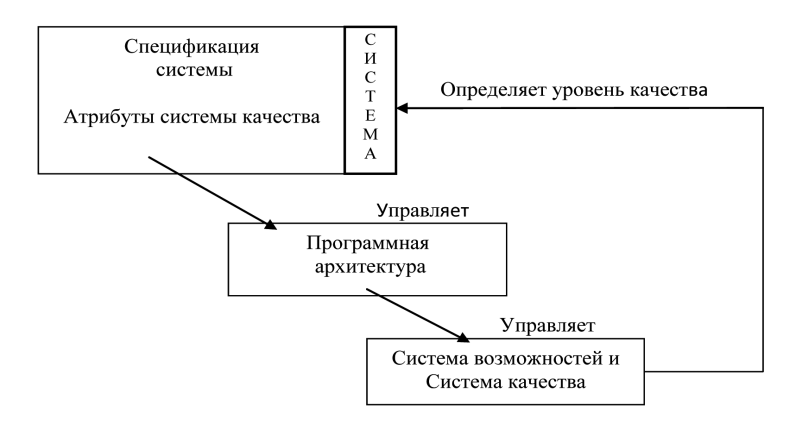 Спецификация
системы
Атрибуты системы качества
С
И
С
Т
Е
М
А
Определяет уровень качества
Управляет
Программная
архитектура
Управляет
Система возможностей и
Система качества